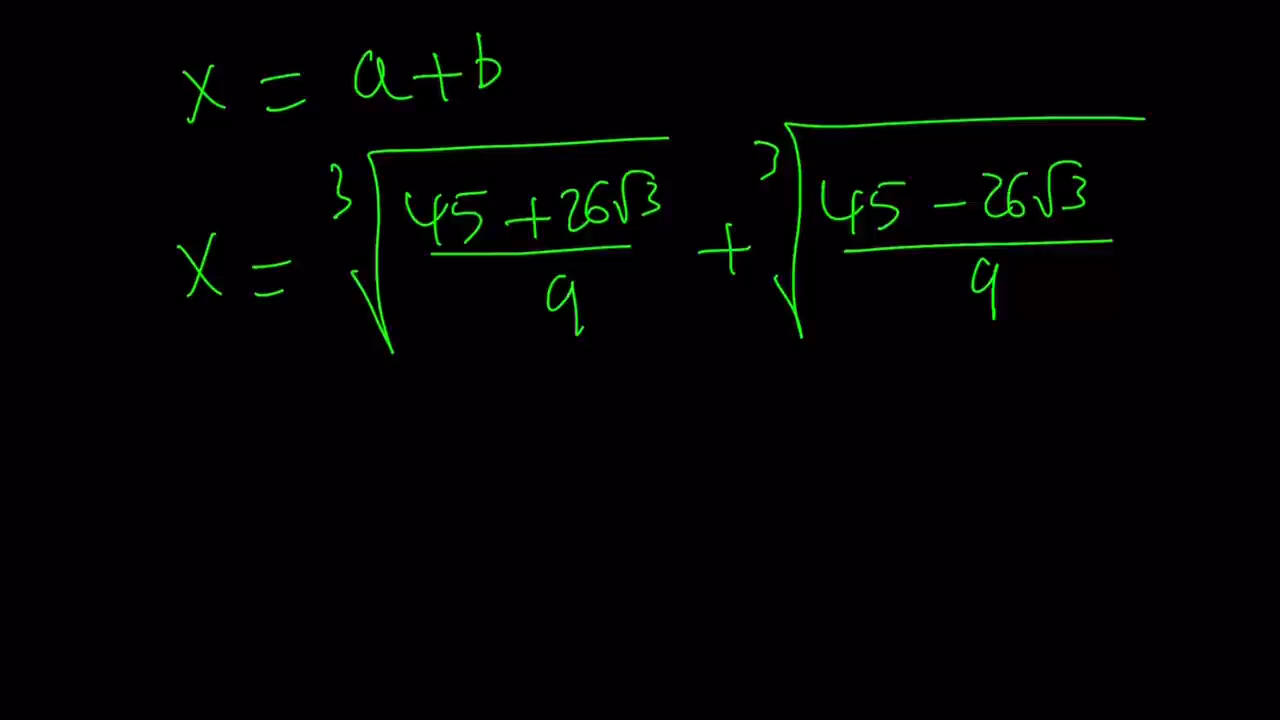 x = a+b
x = ∛((45 + 26√3)/9) + ∛((45 − 26√3)/9)